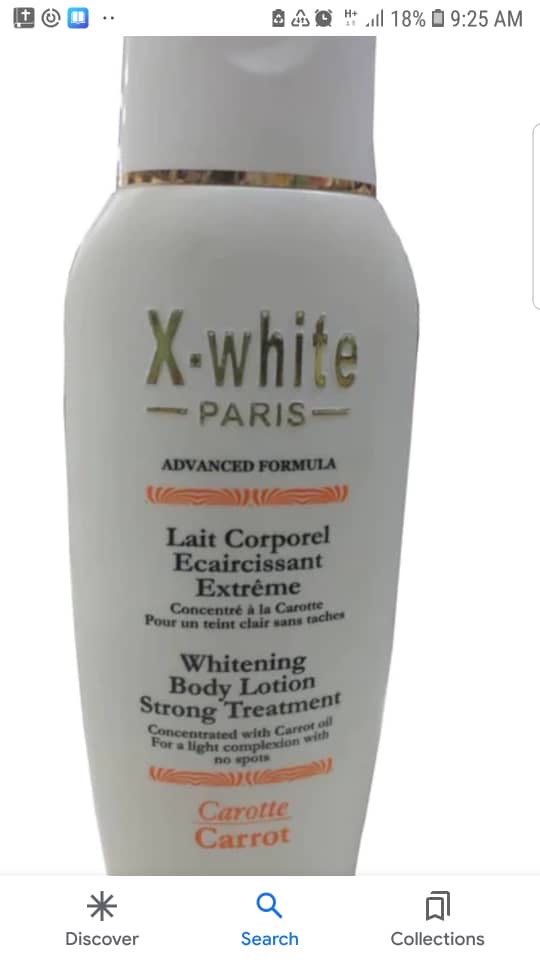 H+
18%
9:25 AM
X-white
PARIS
ADVANCED FORMULA
Lait Corporel
Ecaircissant
Extrême
Concentré à la Carotte
Pour un teint clair sans taches
Whitening
Body Lotion
Strong Treatment
Concentrated with Carrot oil
For a light complexion with
no spots
Carotte
Carrot
Discover
Search
Collections